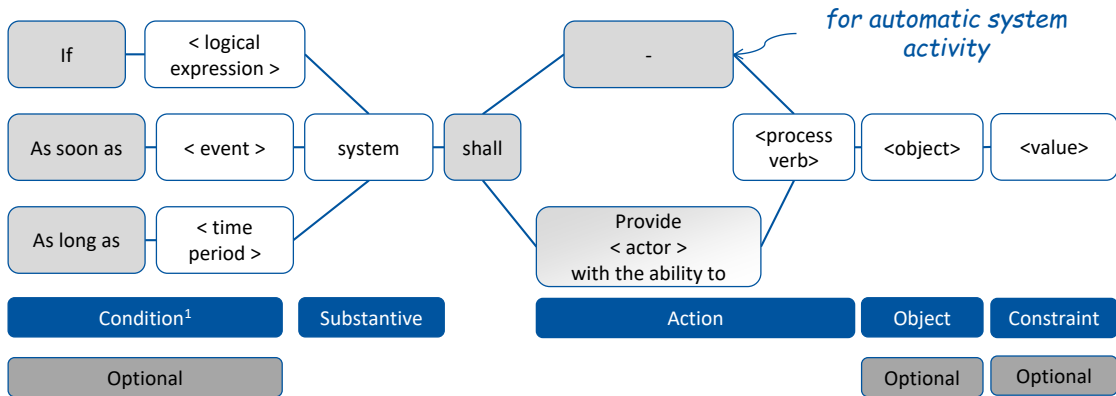 for automatic system
activity
If
< logical
expression >
-
As soon as
< event >
system
shall
<process
verb>
<object>
<value>
As long as
< time
period >
Provide
< actor >
with the ability to
Condition1
Substantive
Action
Object
Constraint
Optional
Optional
Optional